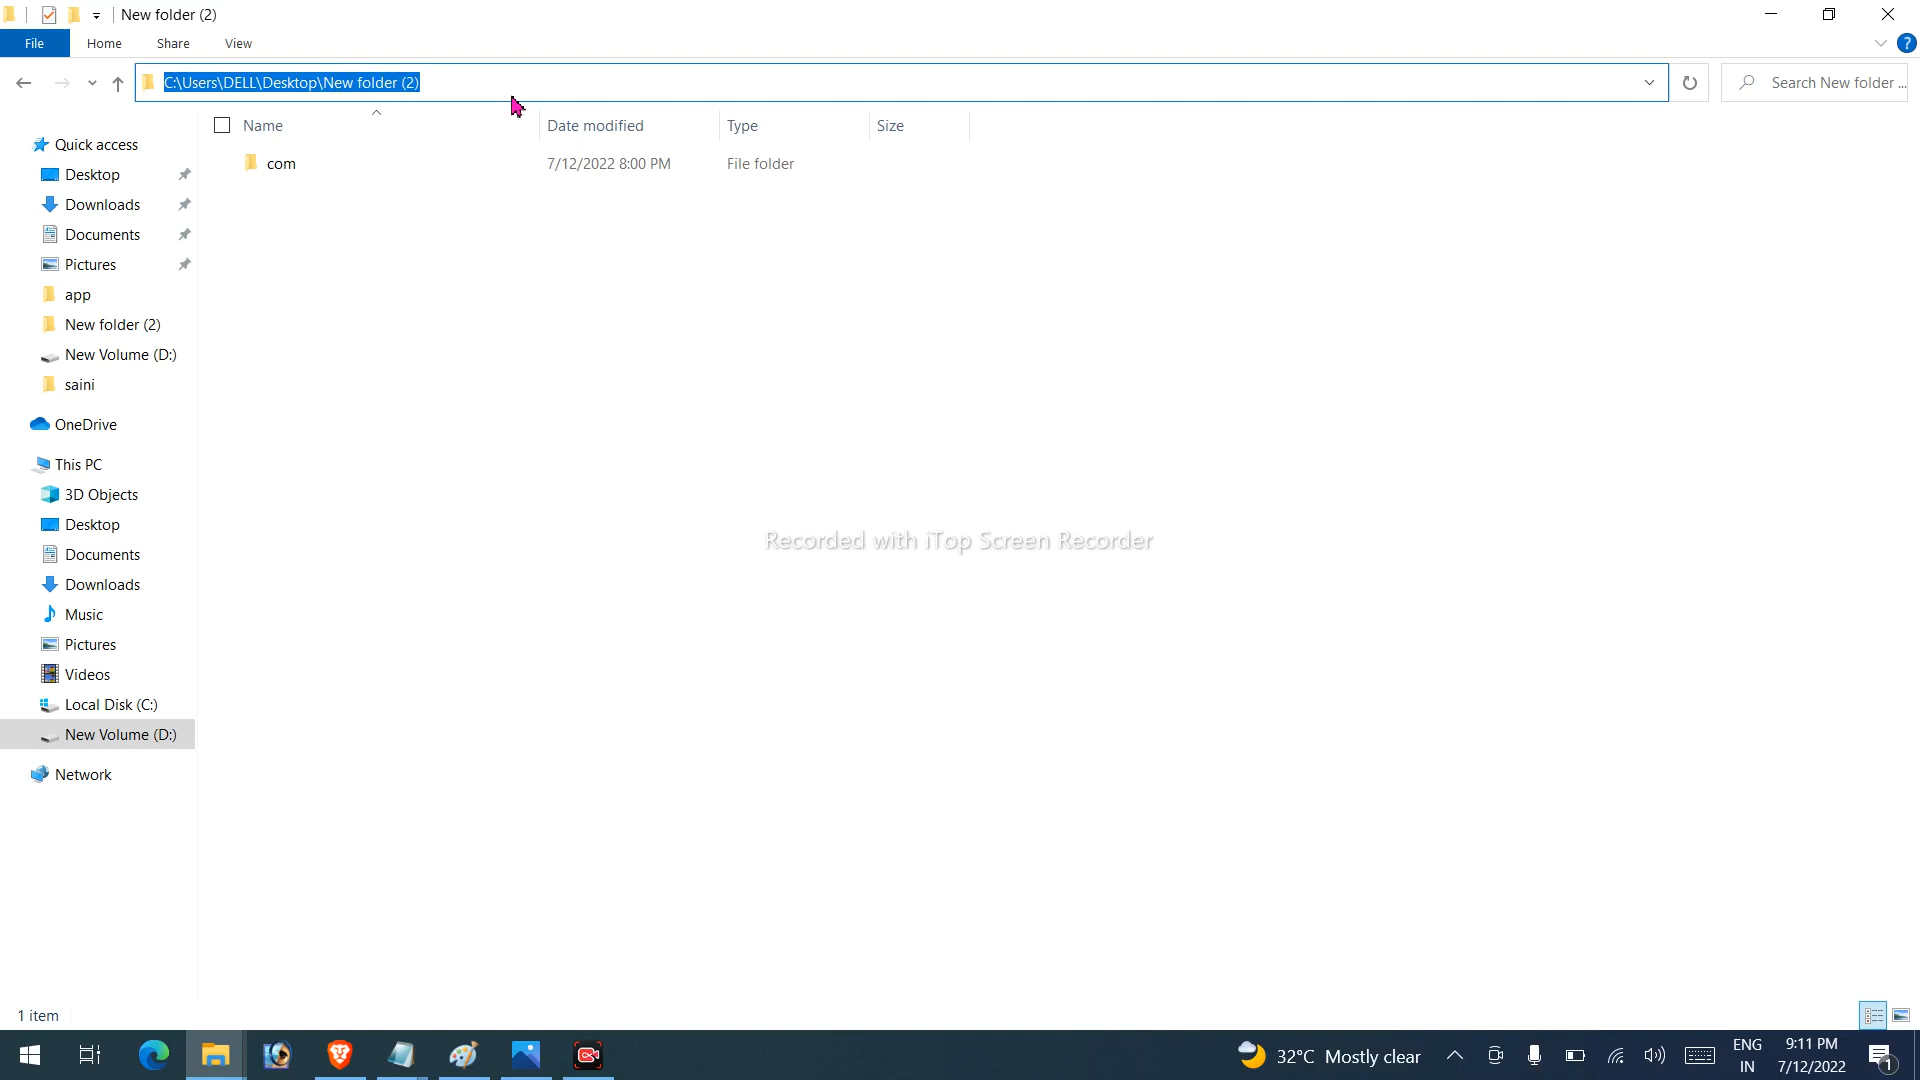 New folder (2)
File
Home
Share
View
C:\Users\DELL\Desktop\New folder (2)
Search New folder ...
Name
Date modified
Type
Size
com
7/12/2022 8:00 PM
File folder
Quick access
Desktop
Downloads
Documents
Pictures
app
New folder (2)
New Volume (D:)
saini
OneDrive
This PC
3D Objects
Desktop
Documents
Downloads
Music
Pictures
Videos
Local Disk (C:)
New Volume (D:)
Network
Recorded with iTop Screen Recorder
1 item
32°C Mostly clear
ENG
IN
9:11 PM
7/12/2022
1